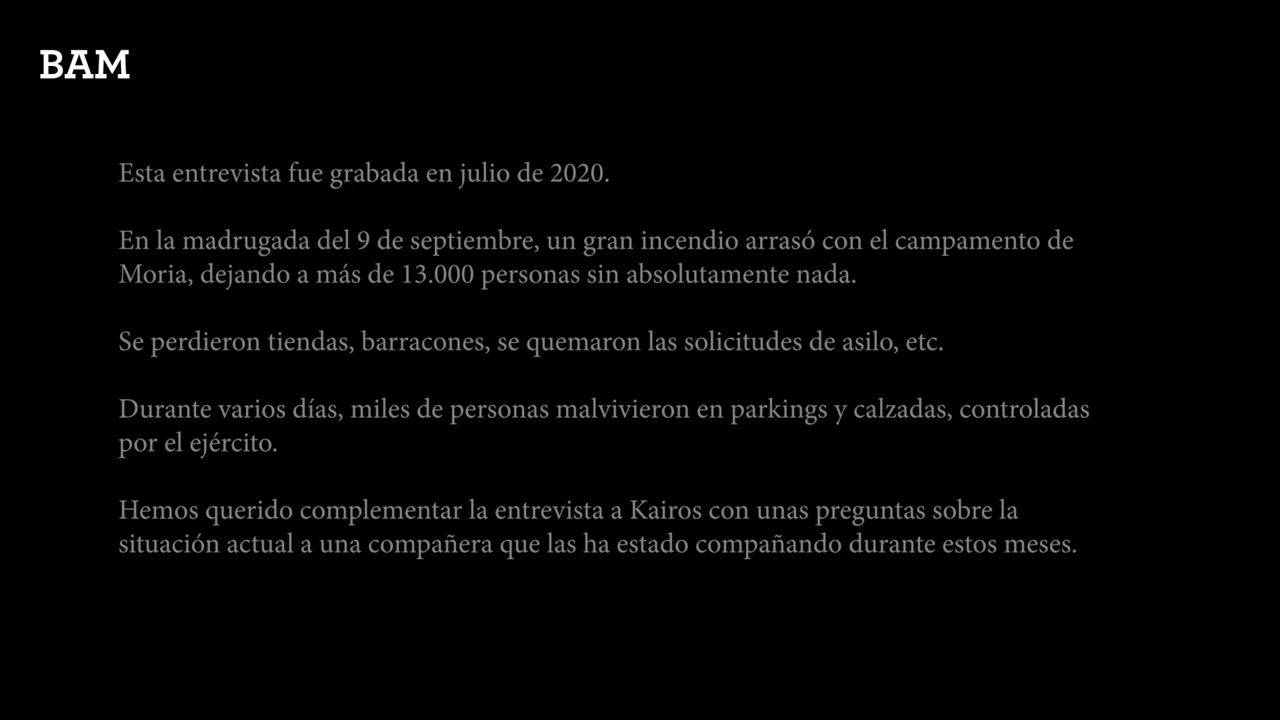 BAM
Esta entrevista fue grabada en julio de 2020.
En la madrugada del 9 de septiembre, un gran incendio arrasó con el campamento de
Moria, dejando a más de 13.000 personas sin absolutamente nada.
Se perdieron tiendas, barracones, se quemaron las solicitudes de asilo, etc.
Durante varios días, miles de personas malvivieron en parkings y calzadas, controladas
por el ejército.
Hemos querido complementar la entrevista a Kairos con unas preguntas sobre la
situación actual a una compañera que las ha estado compañando durante estos meses.